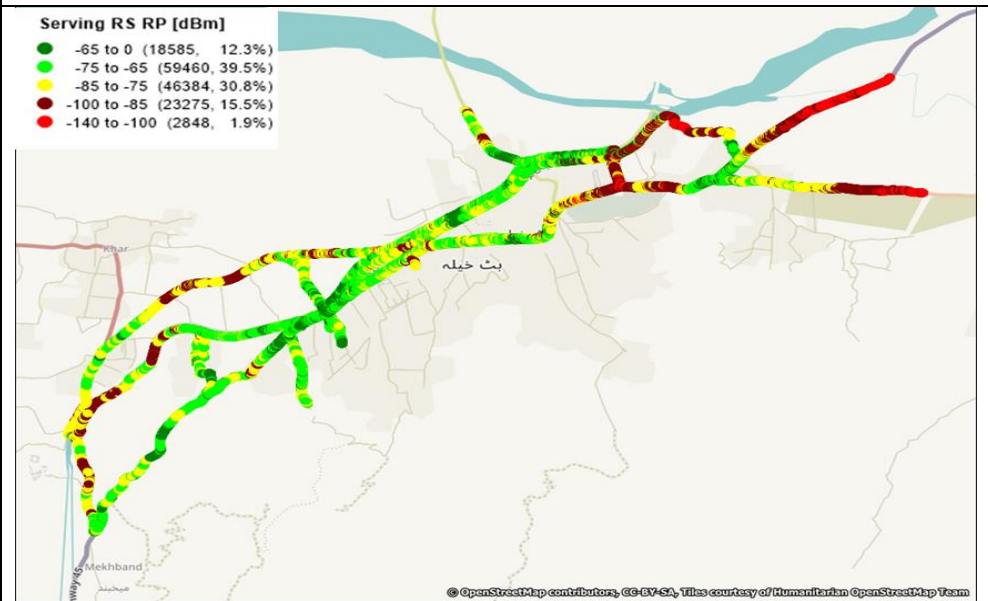 Serving RS RP [dBm]
-65 to 0 (18585, 12.3%)
-75 to -65 (59460, 39.5%)
-85 to -75 (46384, 30.8%)
-100 to -85 (23275, 15.5%)
-140 to -100 (2848, 1.9%)
Khar
بٹ خیلہ
Mekhband
میخبند
© OpenStreetMap contributors, CC-BY-SA, Tiles courtesy of Humanitarian OpenStreetMap Team